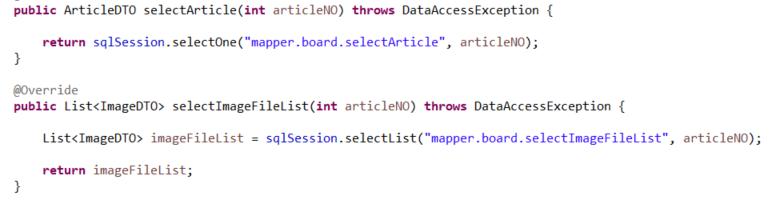 public ArticleDTO selectArticle(int articleNO) throws DataAccessException {
return sqlSession.selectOne("mapper.board.selectArticle", articleNO);
}
@Override
public List<ImageDTO> selectImageFileList(int articleNO) throws DataAccessException {
List<ImageDTO> imageFileList = sqlSession.selectList("mapper.board.selectImageFileList", articleNO);
return imageFileList;
}